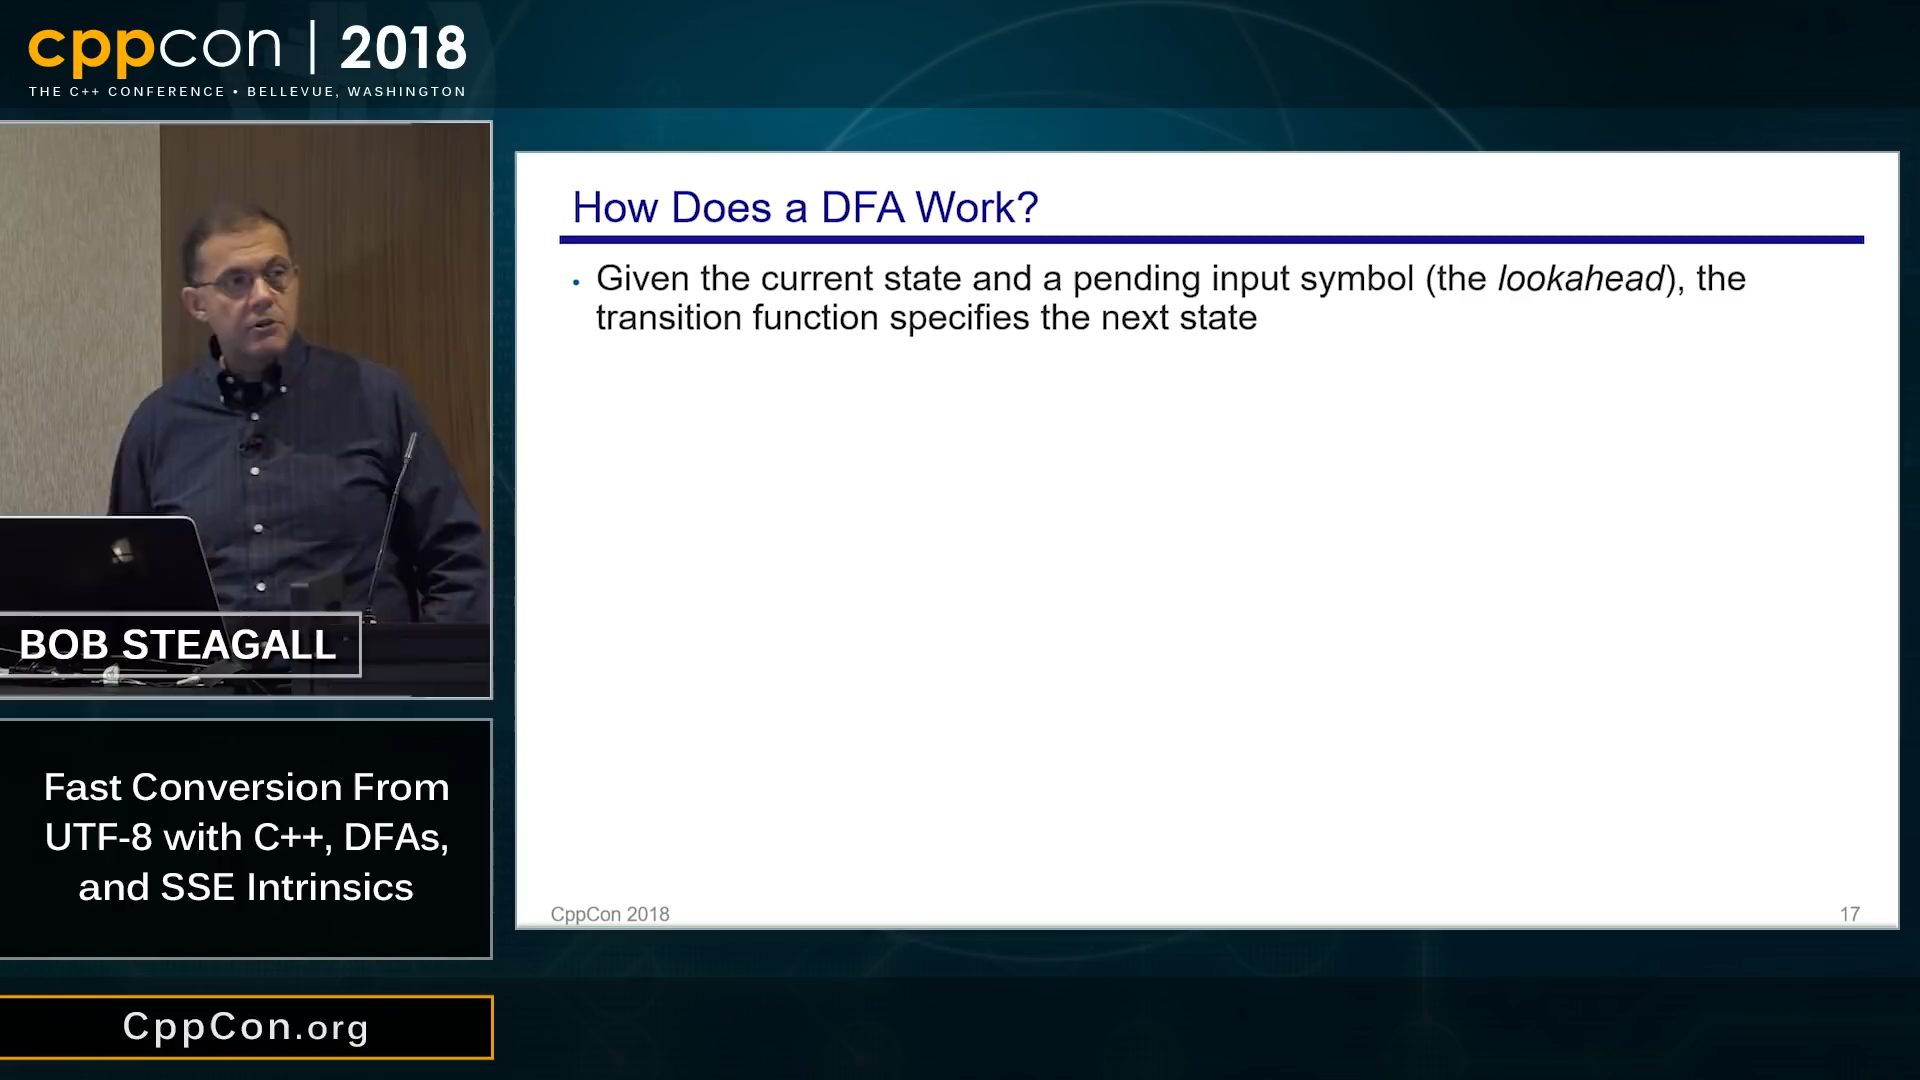 cppcon | 2018
THE C++ CONFERENCE • BELLEVUE, WASHINGTON
How Does a DFA Work?
• Given the current state and a pending input symbol (the lookahead), the
transition function specifies the next state
BOB STEAGALL
Fast Conversion From
UTF-8 with C++, DFAs,
and SSE Intrinsics
CppCon 2018
17
CppCon.org